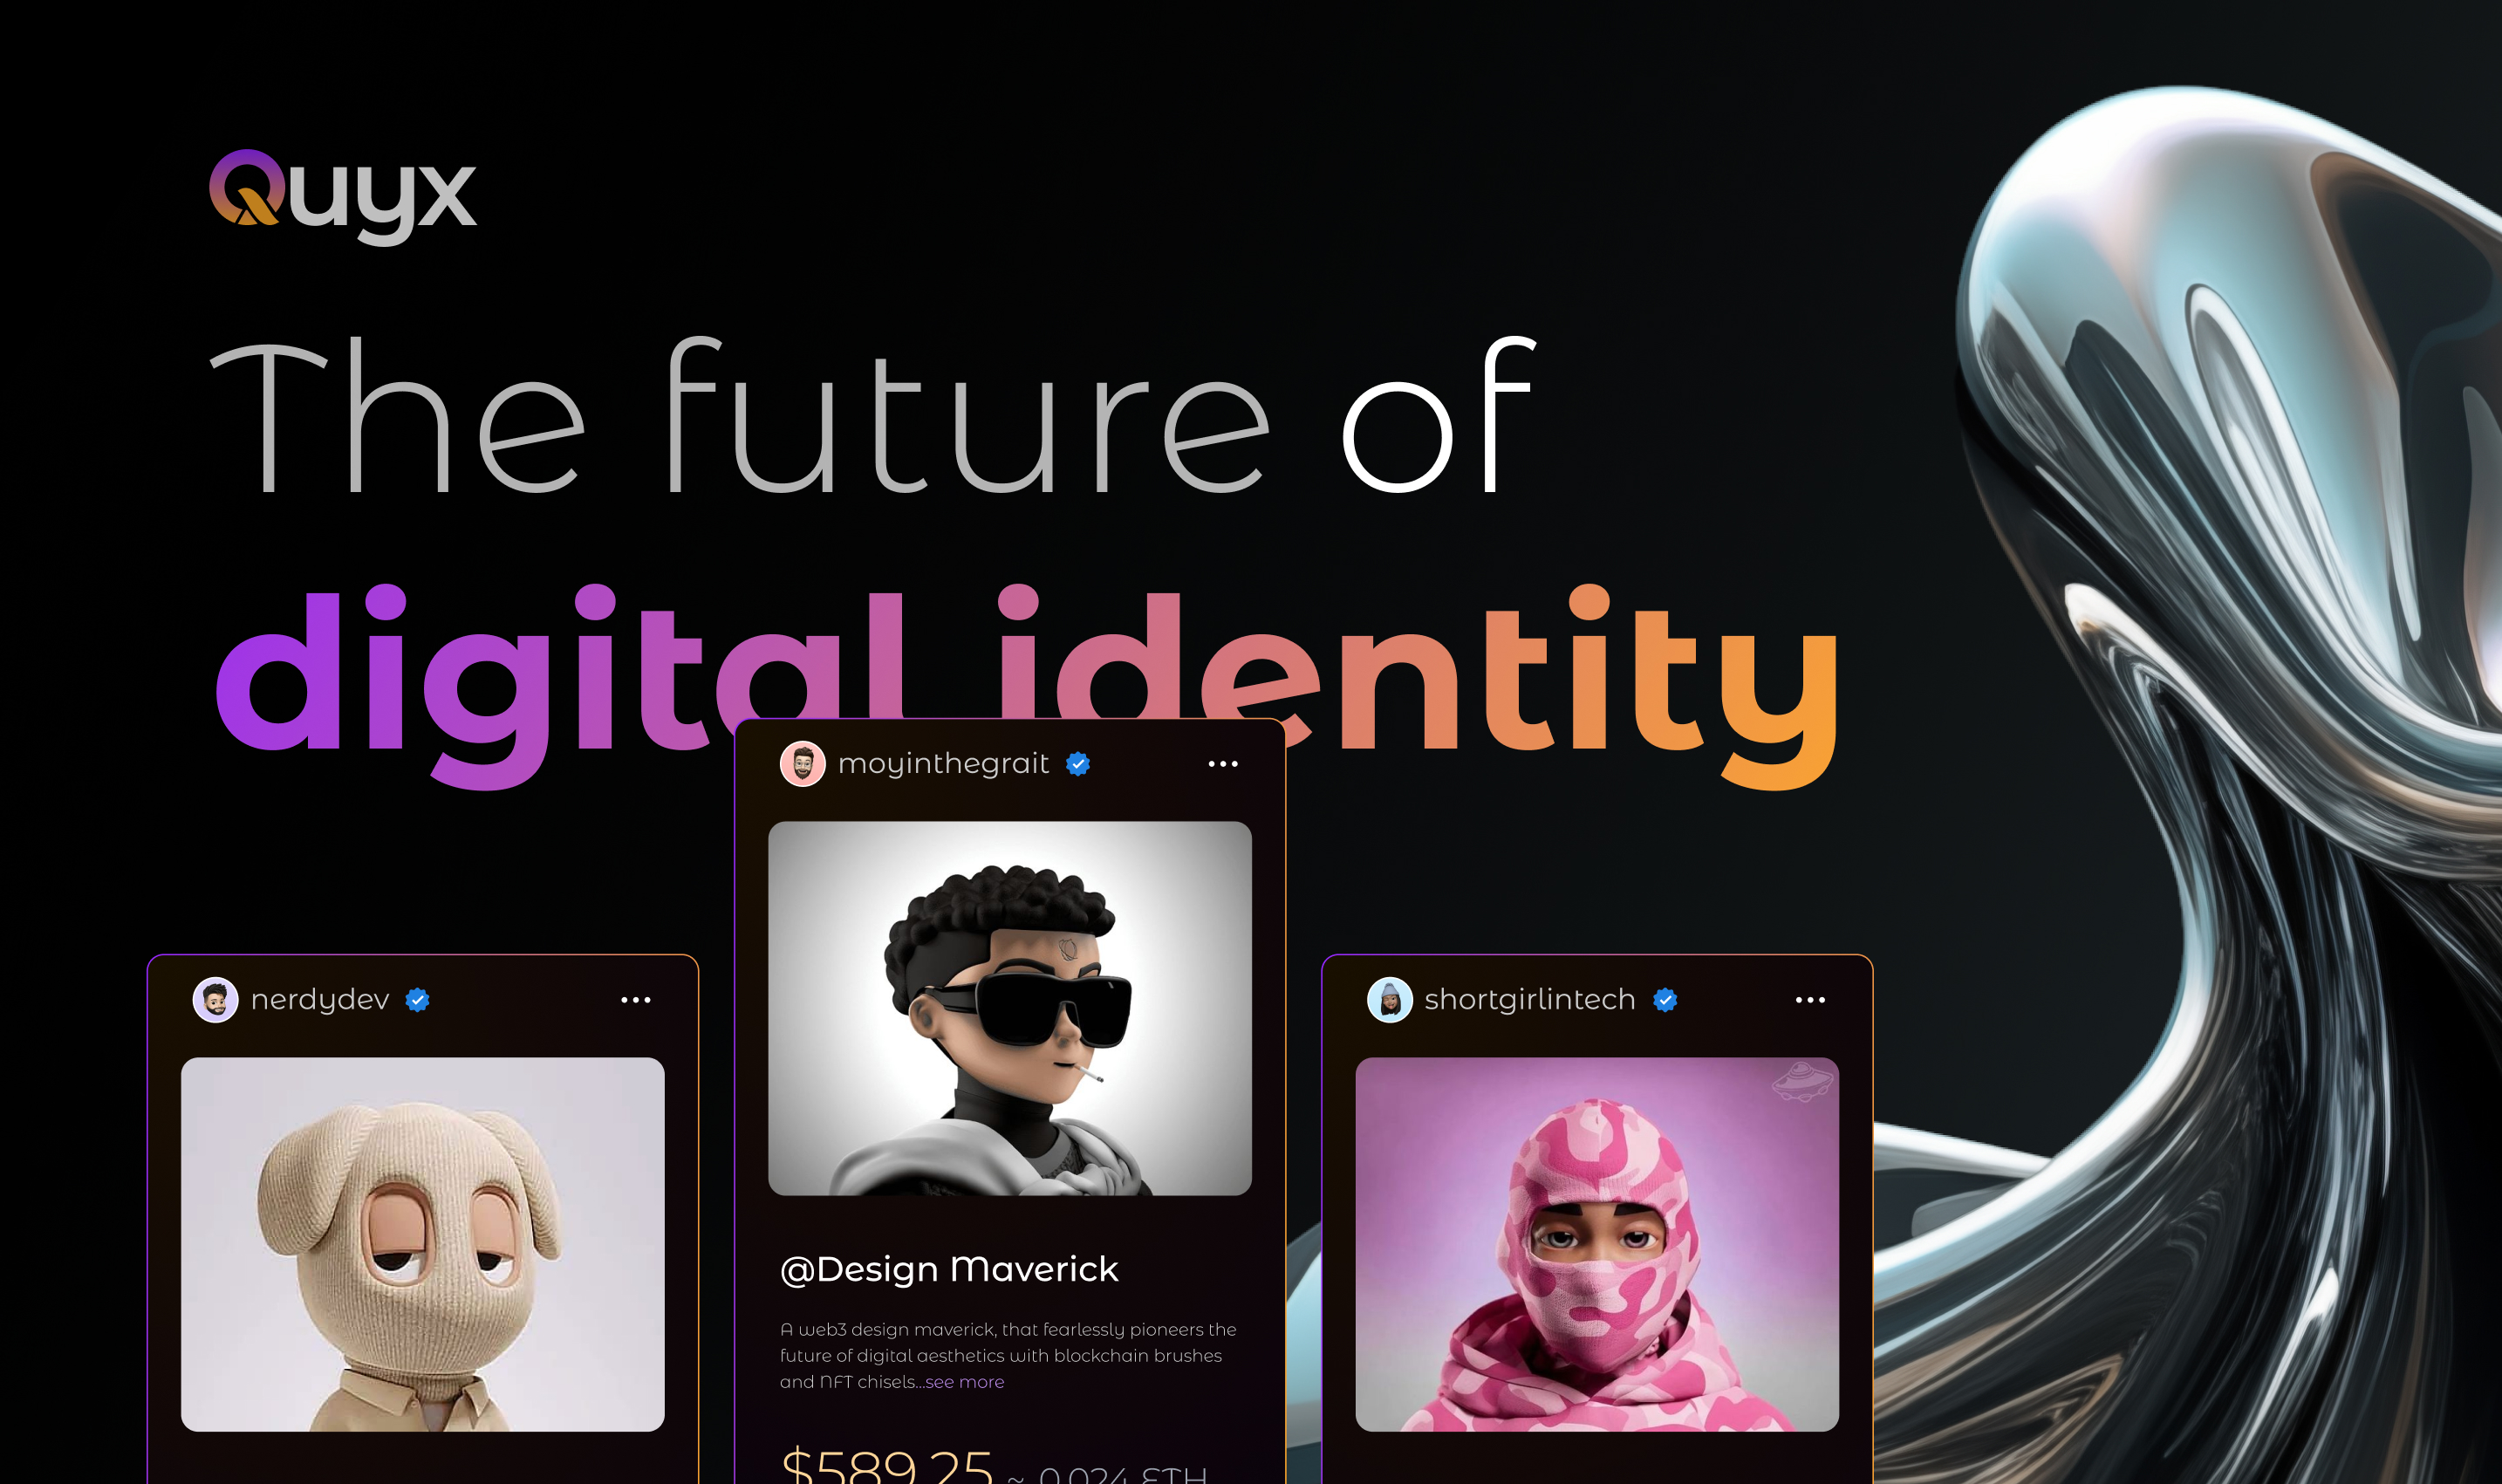 Quyx
The future of
digital identity
moyinthegrait
@Design Maverick
A web3 design maverick, that fearlessly pioneers the
future of digital aesthetics with blockchain brushes
and NFT chisels...see more
$589.25 ≈ 0.024 ETH
nerdydev
shortgirlintech